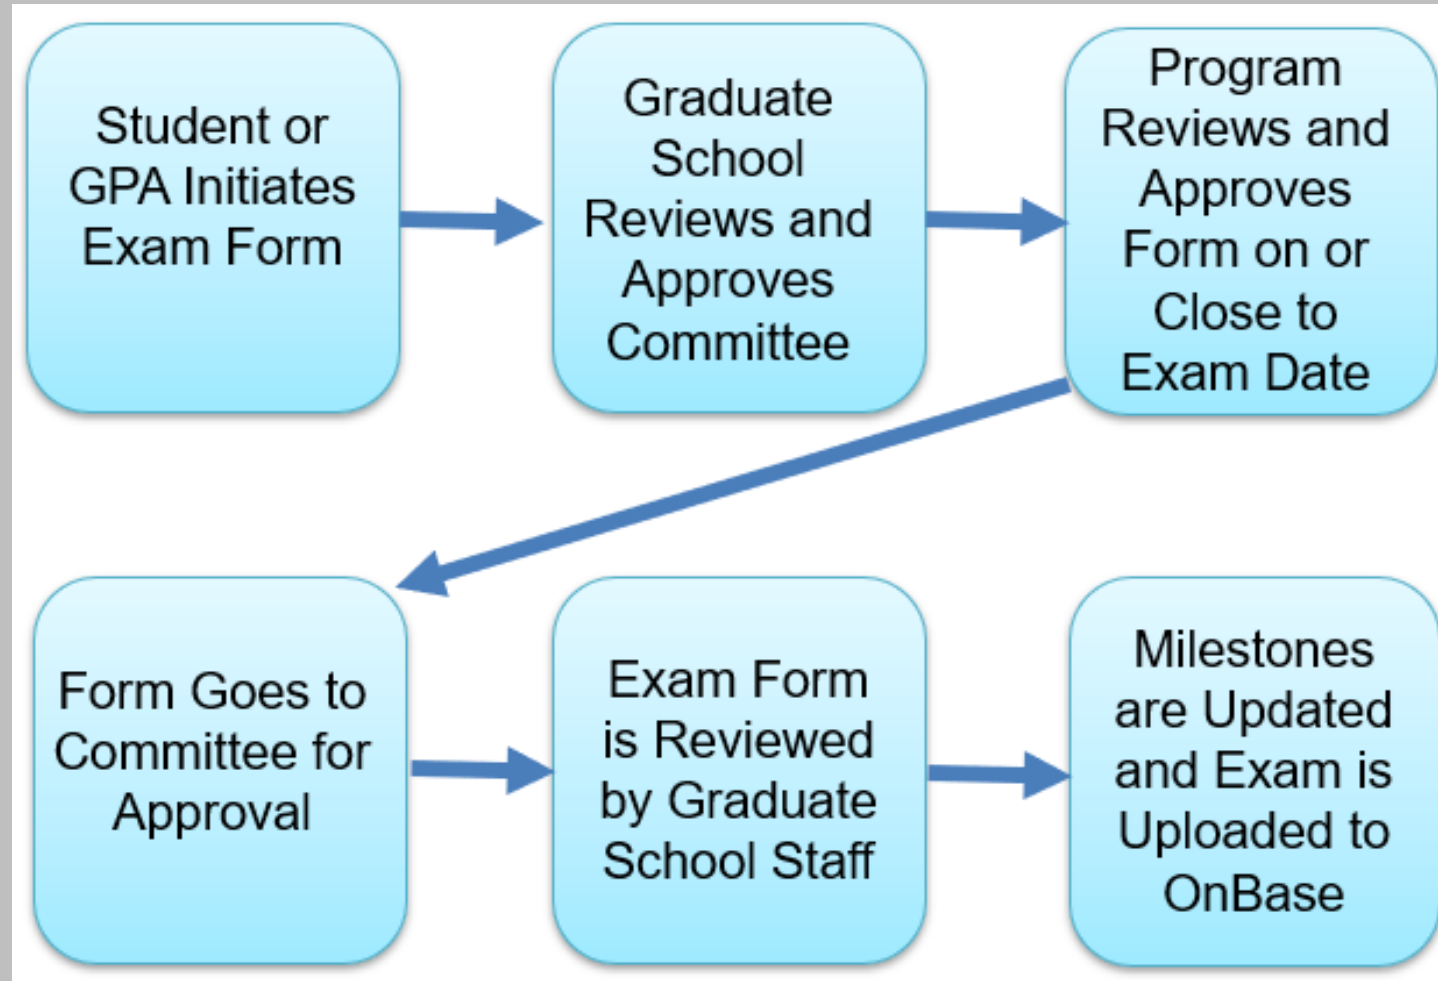 Student or
GPA Initiates
Exam Form
Graduate
School
Reviews and
Approves
Committee
Program
Reviews and
Approves
Form on or
Close to
Exam Date
Form Goes to
Committee for
Approval
Exam Form
is Reviewed
by Graduate
School Staff
Milestones
are Updated
and Exam is
Uploaded to
OnBase